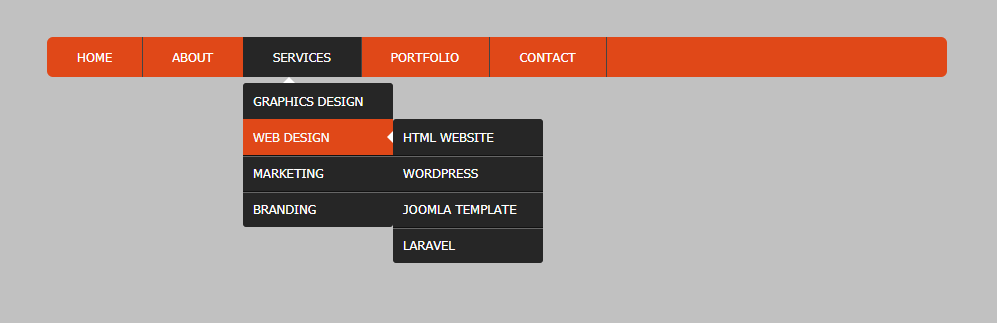 HOME ABOUT SERVICES PORTFOLIO CONTACT
GRAPHICS DESIGN
WEB DESIGN
MARKETING
BRANDING
HTML WEBSITE
WORDPRESS
JOOMLA TEMPLATE
LARAVEL